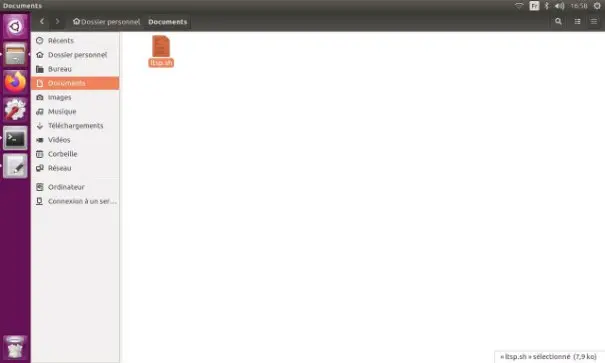 Documents
Fr
16:58
Dossier personnel
Documents
Récents
Dossier personnel
Bureau
Documents
Images
Musique
Téléchargements
Vidéos
Corbeille
Réseau
Ordinateur
Connexion à un ser...
ltsp.sh
« ltsp.sh » sélectionné (7,9 ko)